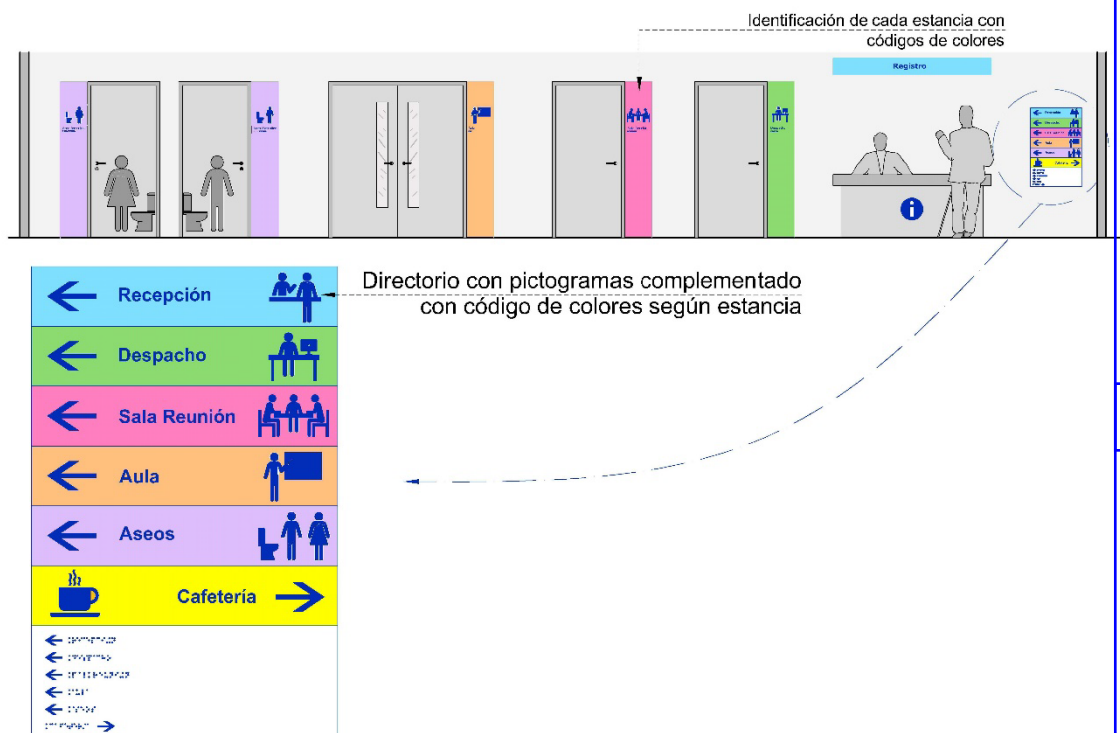 Identificación de cada estancia con
códigos de colores
Registro
Directorio con pictogramas complementado
con código de colores según estancia
Recepción
Despacho
Sala Reunión
Aula
Aseos
Cafetería